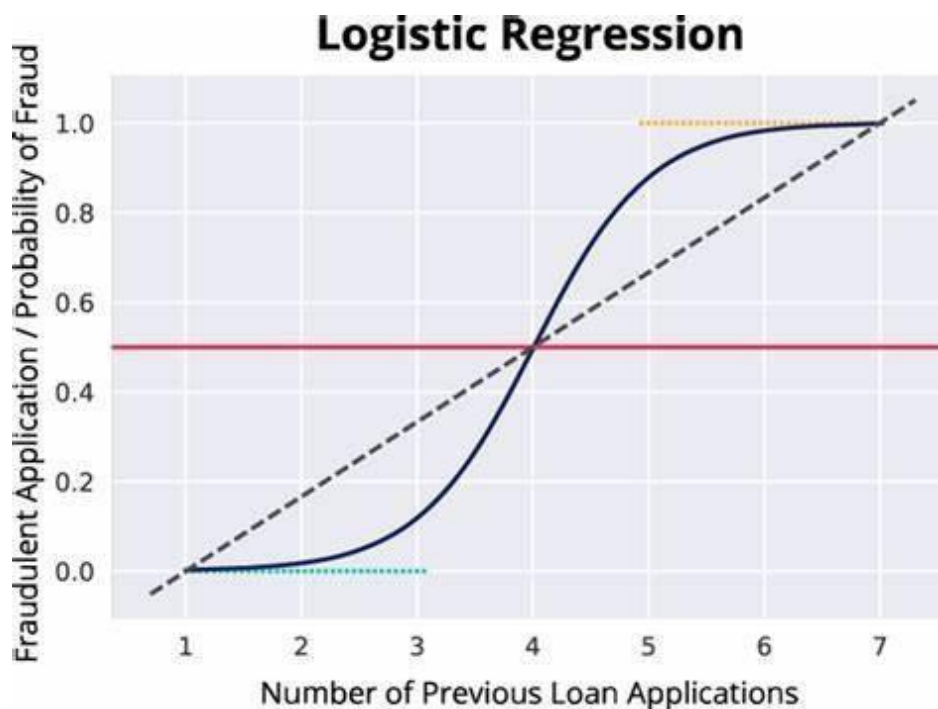 Logistic Regression
Fraudulent Application / Probability of Fraud
1.0
0.8
0.6
0.4
0.2
0.0
1 2 3 4 5 6 7
Number of Previous Loan Applications